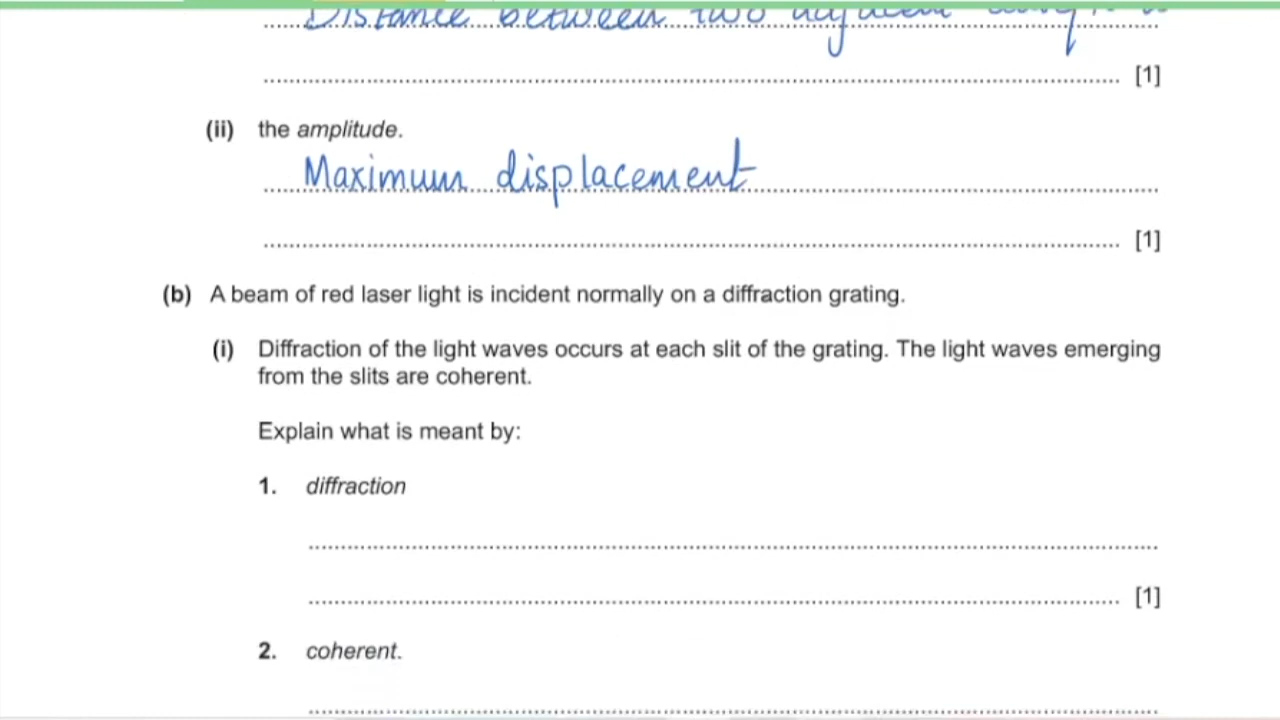 Distance between two adjacent
[1]
(ii) the amplitude.
Maximum displacement
[1]
(b) A beam of red laser light is incident normally on a diffraction grating.
(i) Diffraction of the light waves occurs at each slit of the grating. The light waves emerging
from the slits are coherent.
Explain what is meant by:
1. diffraction
[1]
2. coherent.